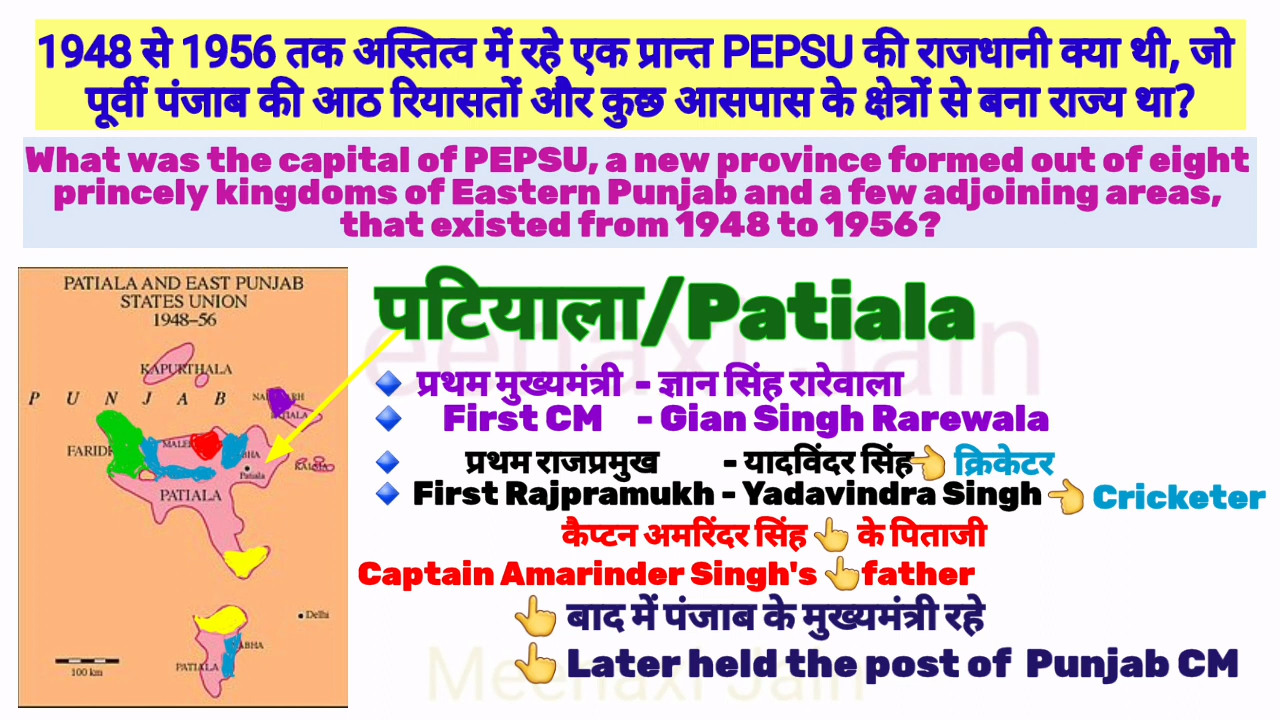 1948 से 1956 तक अस्तित्व में रहे एक प्रान्त PEPSU की राजधानी क्या थी, जो
पूर्वी पंजाब की आठ रियासतों और कुछ आसपास के क्षेत्रों से बना राज्य था?
What was the capital of PEPSU, a new province formed out of eight
princely kingdoms of Eastern Punjab and a few adjoining areas,
that existed from 1948 to 1956?
PATIALA AND EAST PUNJAB
STATES UNION
1948–56
KAPURTHALA
P U N J A B
PATIALA
Patiala
PATIALA
Delhi
PATIALA
100 km
पटियाला/Patiala
प्रथम मुख्यमंत्री - ज्ञान सिंह रारेवाला
First CM - Gian Singh Rarewala
प्रथम राजप्रमुख - यादविंदर सिंह👈 क्रिकेटर
First Rajpramukh - Yadavindra Singh 👈 Cricketer
कैप्टन अमरिंदर सिंह 👆 के पिताजी
Captain Amarinder Singh's 👆father
👆 बाद में पंजाब के मुख्यमंत्री रहे
👆 Later held the post of Punjab CM
Meenaxi Jain